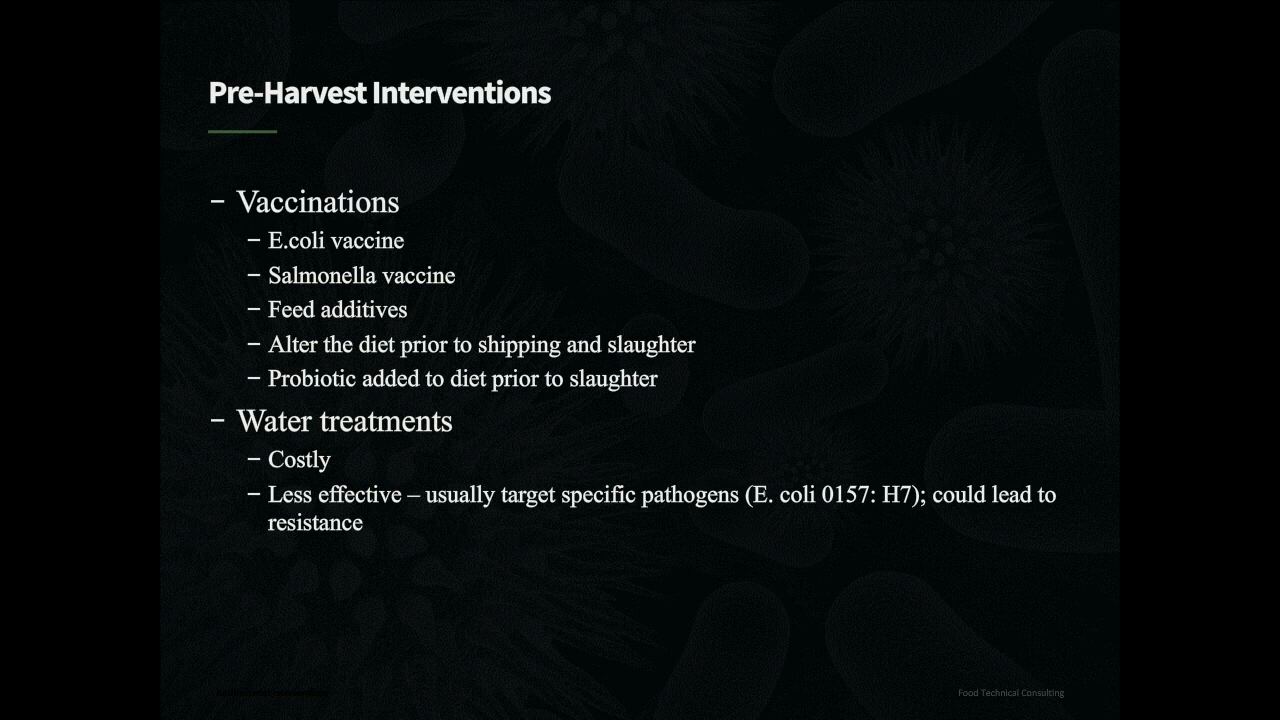 Pre-Harvest Interventions
– Vaccinations
– E.coli vaccine
– Salmonella vaccine
– Feed additives
– Alter the diet prior to shipping and slaughter
– Probiotic added to diet prior to slaughter
– Water treatments
– Costly
– Less effective – usually target specific pathogens (E. coli 0157: H7); could lead to
resistance
Food Technical Consulting